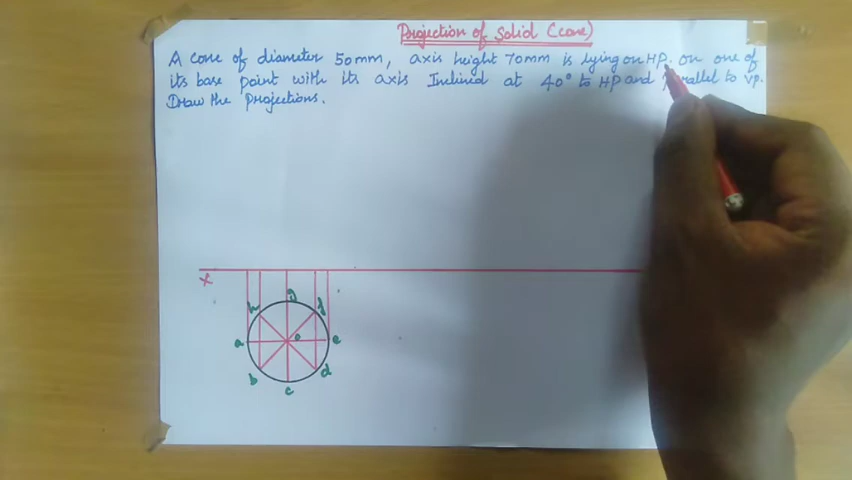 Projection of Solid (cone)
A cone of diameter 50mm, axis height 70mm is lying on HP. on one of
its base point with its axis Inclined at 40° to HP and parallel to VP.
Draw the Projections.
X
h g f
a o e
b d
c